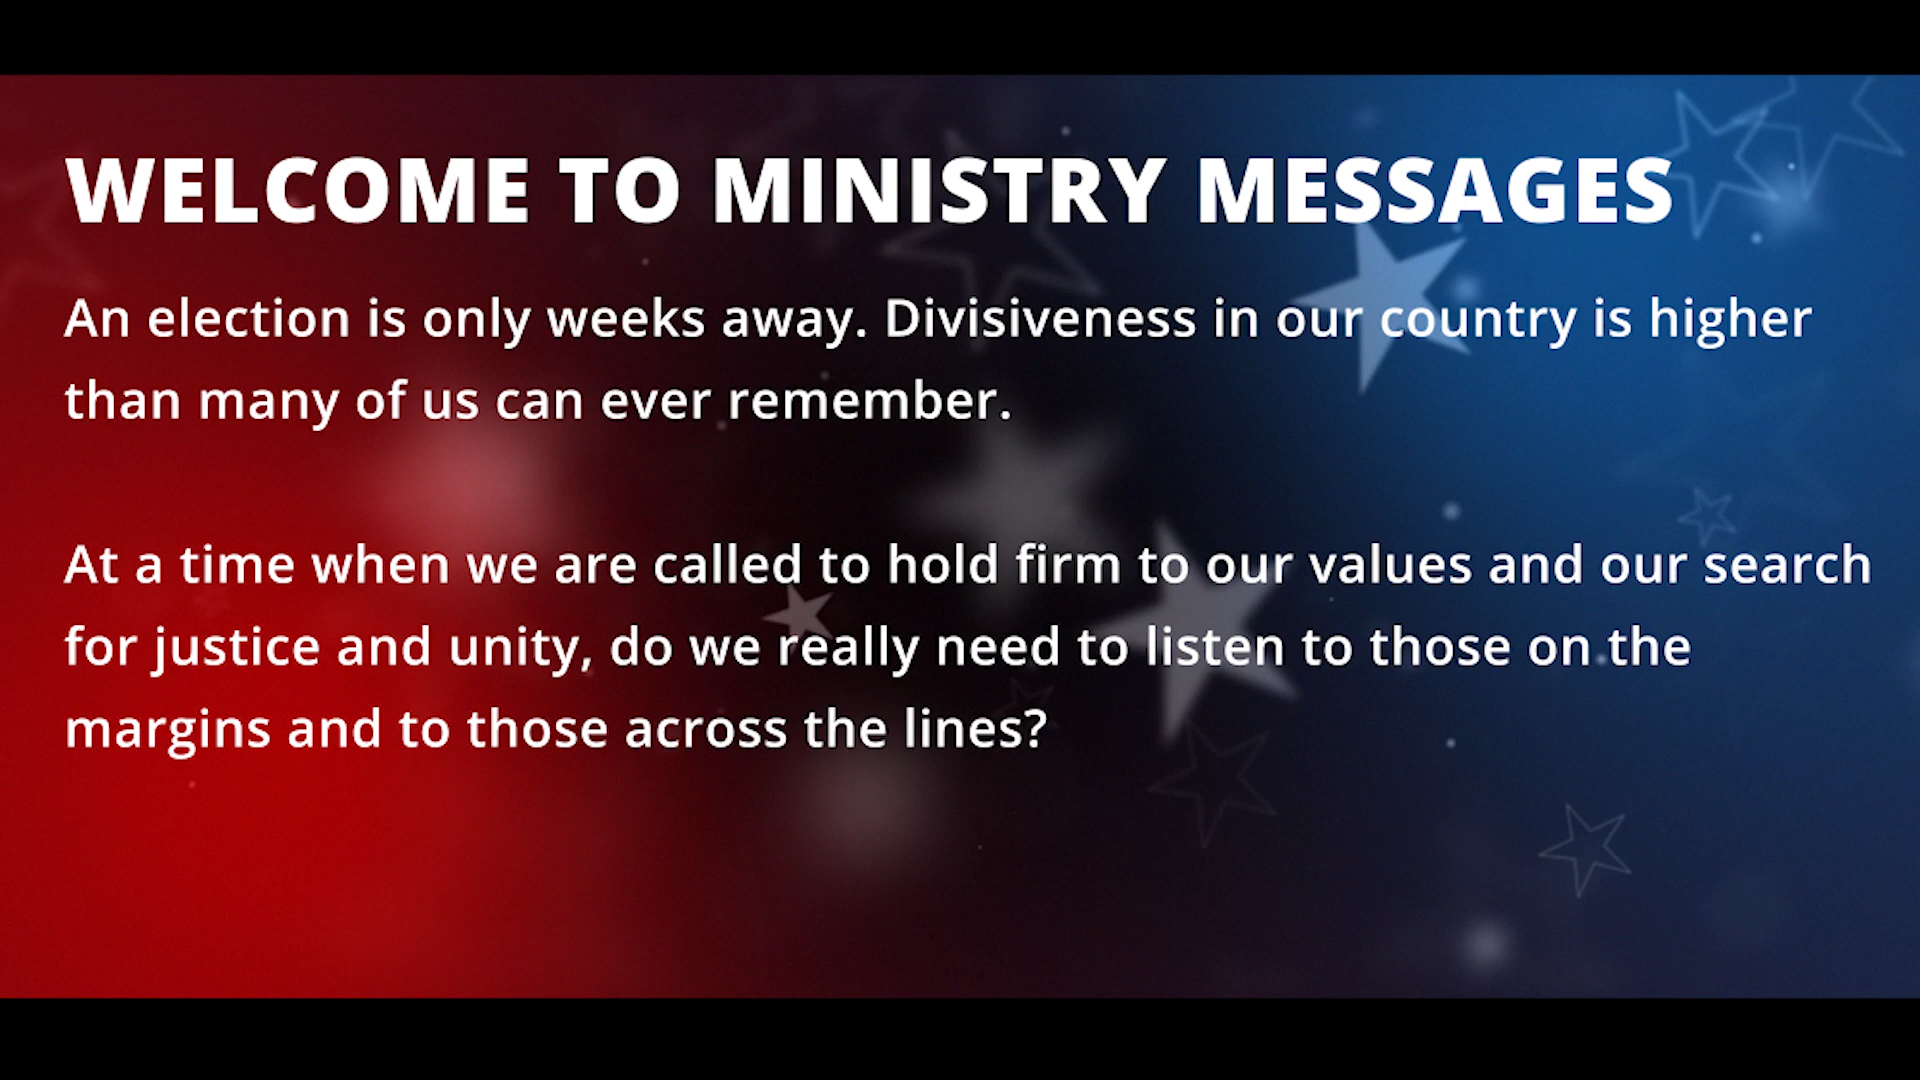 WELCOME TO MINISTRY MESSAGES
An election is only weeks away. Divisiveness in our country is higher
than many of us can ever remember.
At a time when we are called to hold firm to our values and our search
for justice and unity, do we really need to listen to those on the
margins and to those across the lines?